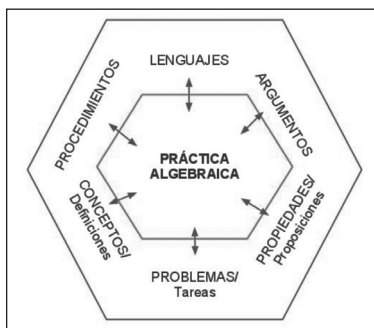 LENGUAJES
PROCEDIMIENTOS
ARGUMENTOS
PRÁCTICA
ALGEBRAICA
CONCEPTOS/
Definiciones
PROPIEDADES/
Proposiciones
PROBLEMAS/
Tareas